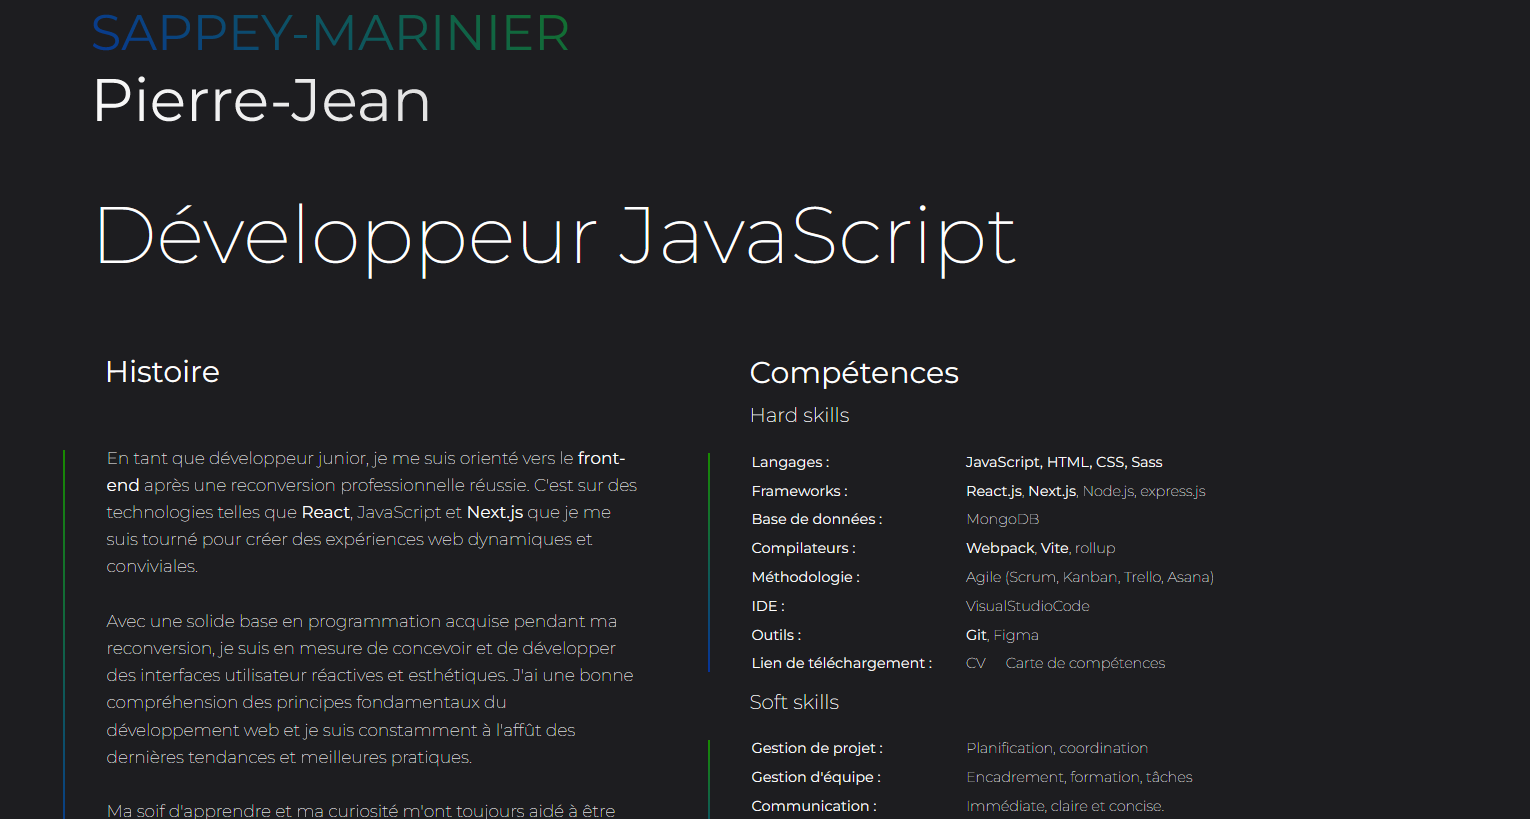 SAPPEY-MARINIER
Pierre-Jean
Développeur JavaScript
Histoire
En tant que développeur junior, je me suis orienté vers le front-
end après une reconversion professionnelle réussie. C'est sur des
technologies telles que React, JavaScript et Next.js que je me
suis tourné pour créer des expériences web dynamiques et
conviviales.
Avec une solide base en programmation acquise pendant ma
reconversion, je suis en mesure de concevoir et de développer
des interfaces utilisateur réactives et esthétiques. J'ai une bonne
compréhension des principes fondamentaux du
développement web et je suis constamment à l'affût des
dernières tendances et meilleures pratiques.
Ma soif d'apprendre et ma curiosité m'ont toujours aidé à être
Compétences
Hard skills
Langages : JavaScript, HTML, CSS, Sass
Frameworks : React.js, Next.js, Node.js, express.js
Base de données : MongoDB
Compilateurs : Webpack, Vite, rollup
Méthodologie : Agile (Scrum, Kanban, Trello, Asana)
IDE : VisualStudioCode
Outils : Git, Figma
Lien de téléchargement : CV Carte de compétences
Soft skills
Gestion de projet : Planification, coordination
Gestion d'équipe : Encadrement, formation, tâches
Communication : Immédiate, claire et concise.